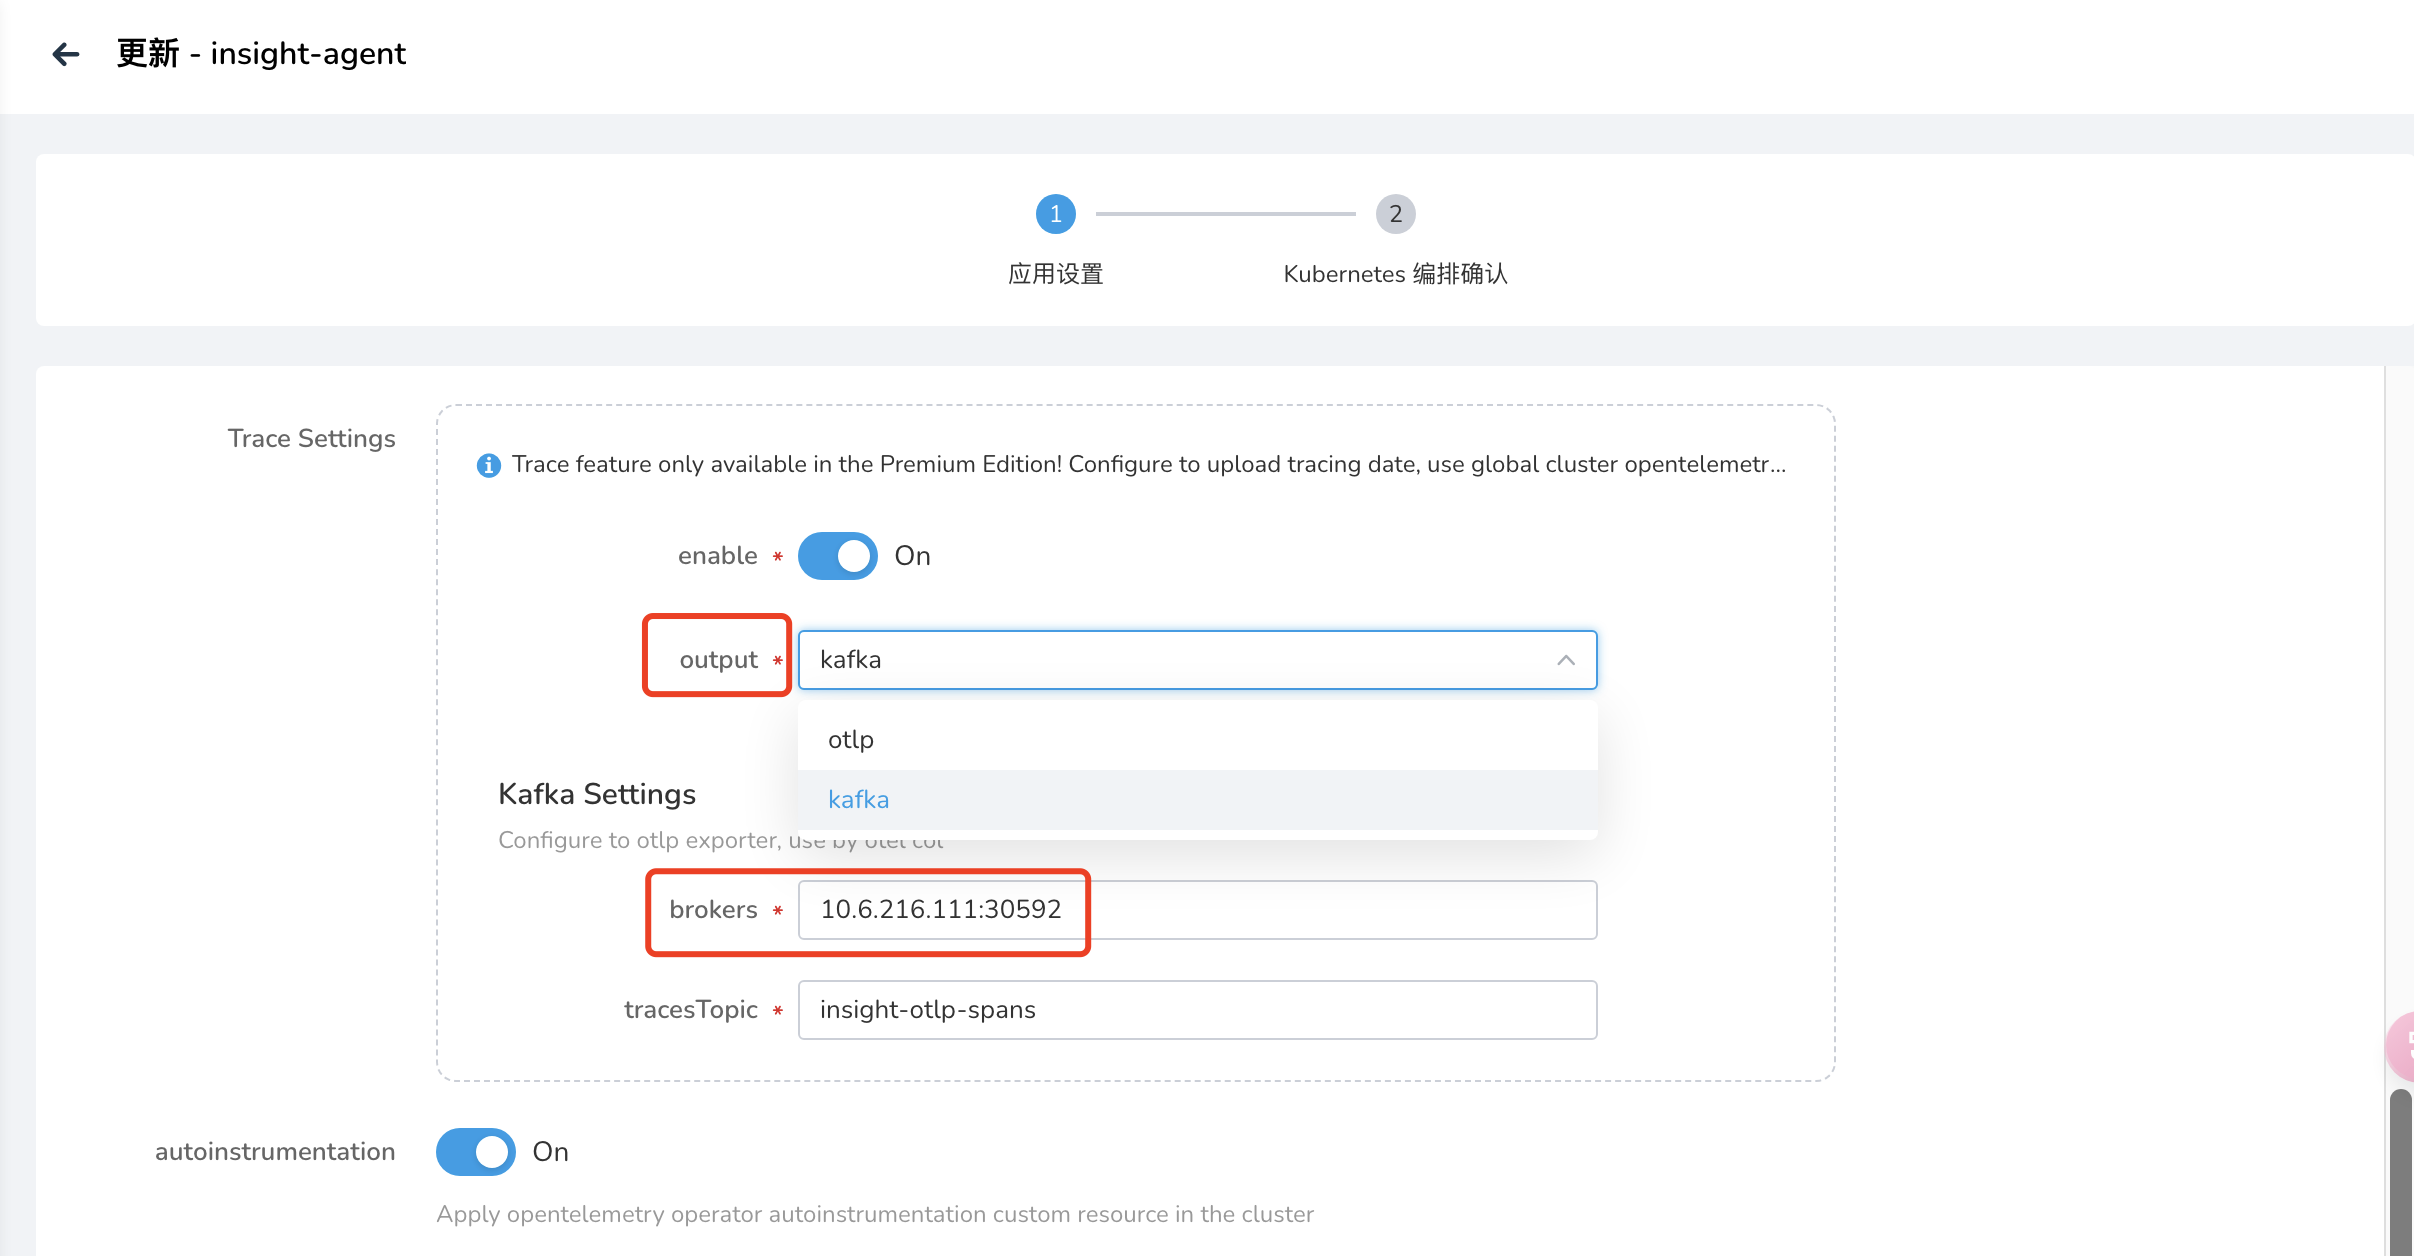 更新 - insight-agent
1
2
应用设置
Kubernetes 编排确认
Trace Settings
Trace feature only available in the Premium Edition! Configure to upload tracing date, use global cluster opentelemetr...
enable * On
output * kafka
otlp
kafka
Kafka Settings
Configure to otlp exporter, use by otel col
brokers * 10.6.216.111:30592
tracesTopic * insight-otlp-spans
autoinstrumentation On
Apply opentelemetry operator autoinstrumentation custom resource in the cluster